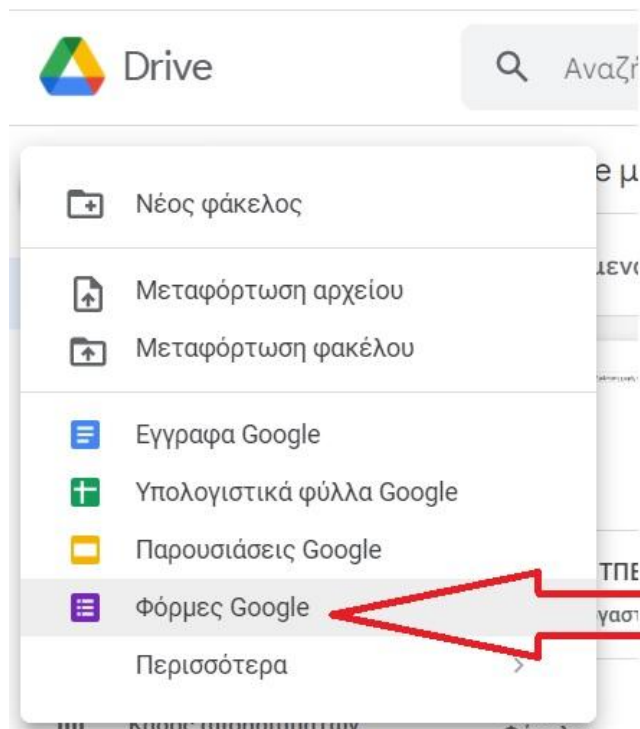 Drive
Νέος φάκελος
Μεταφόρτωση αρχείου
Μεταφόρτωση φακέλου
Εγγραφα Google
Υπολογιστικά φύλλα Google
Παρουσιάσεις Google
Φόρμες Google
Περισσότερα